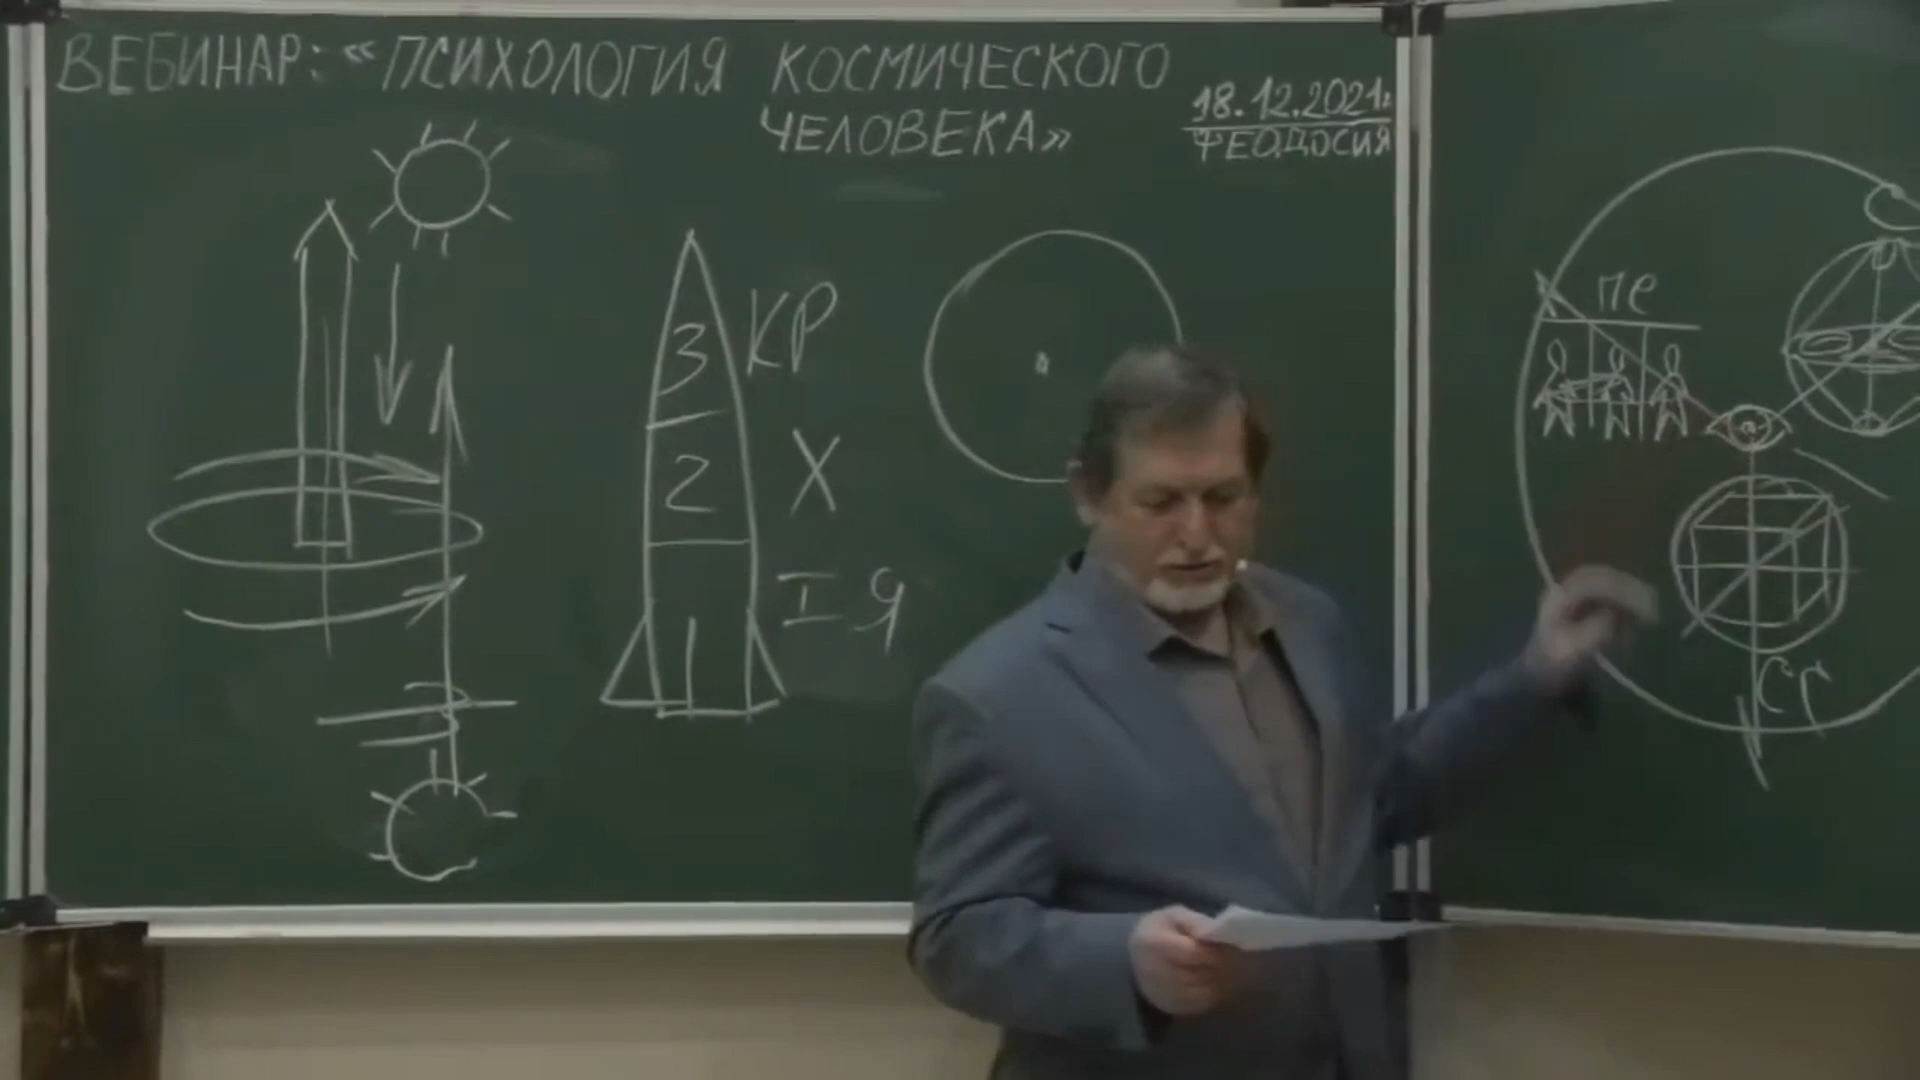 ВЕБИНАР: «ПСИХОЛОГИЯ КОСМИЧЕСКОГО
ЧЕЛОВЕКА»
18.12.2021г.
ФЕОДОСИЯ
3 КР
2 Х
1 I Я
пе
СГ